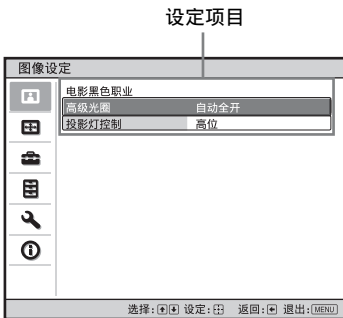 设定项目
图像设定
电影黑色职业
高级光圈 自动全开
投影灯控制 高位
选择: 设定: 返回: 退出: MENU